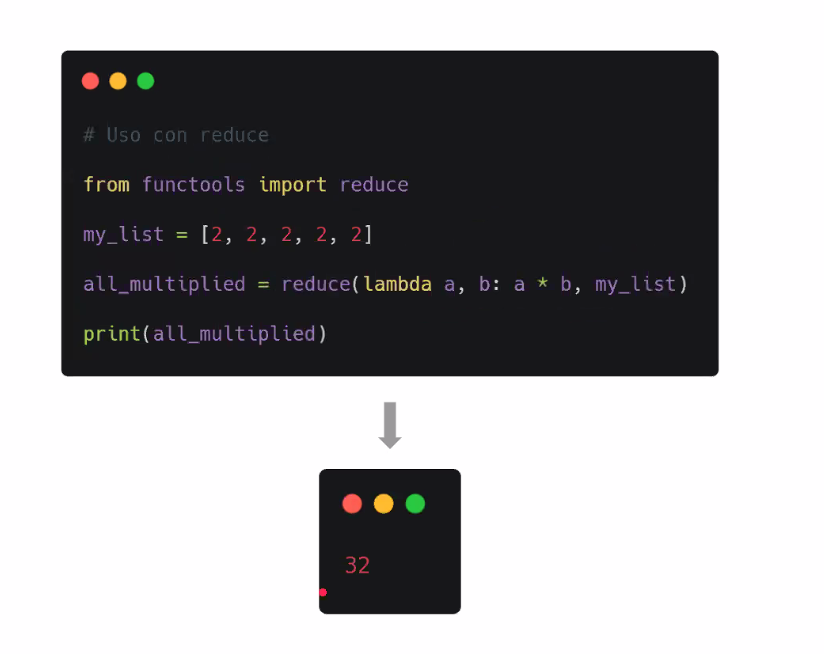 # Uso con reduce
from functools import reduce
my_list = [2, 2, 2, 2, 2]
all_multiplied = reduce(lambda a, b: a * b, my_list)
print(all_multiplied)
32